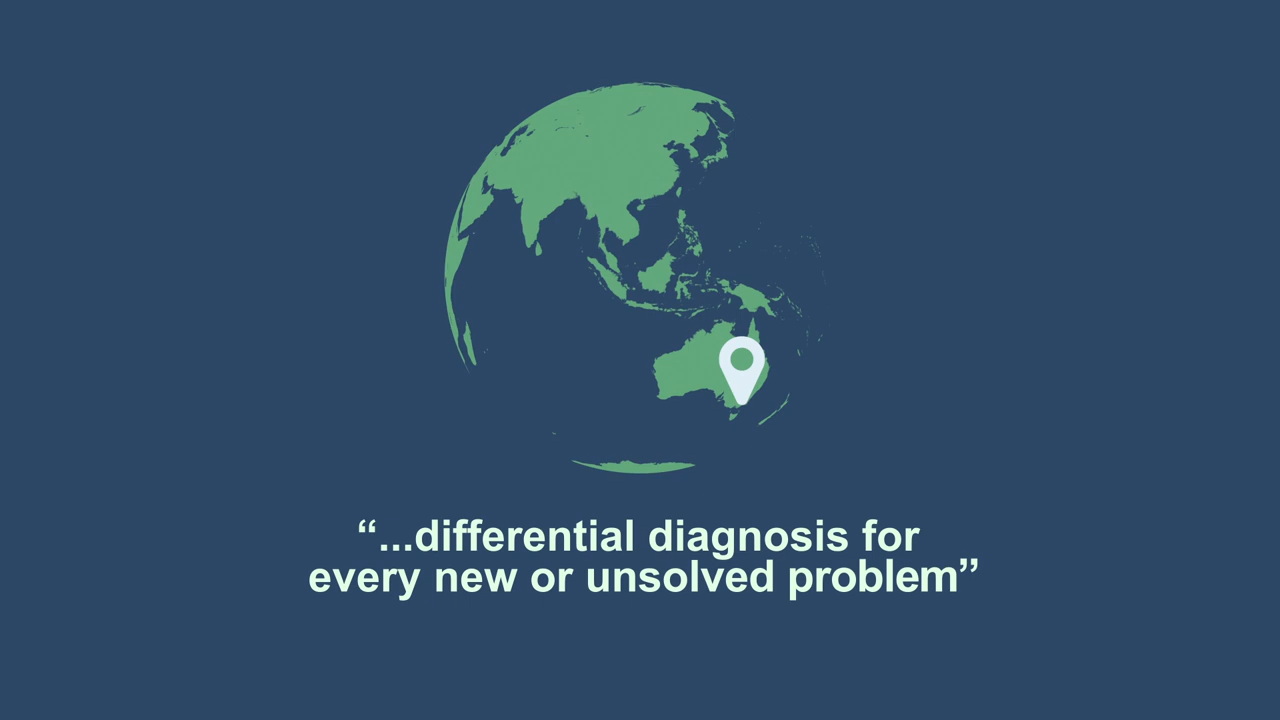 “...differential diagnosis for
every new or unsolved problem”